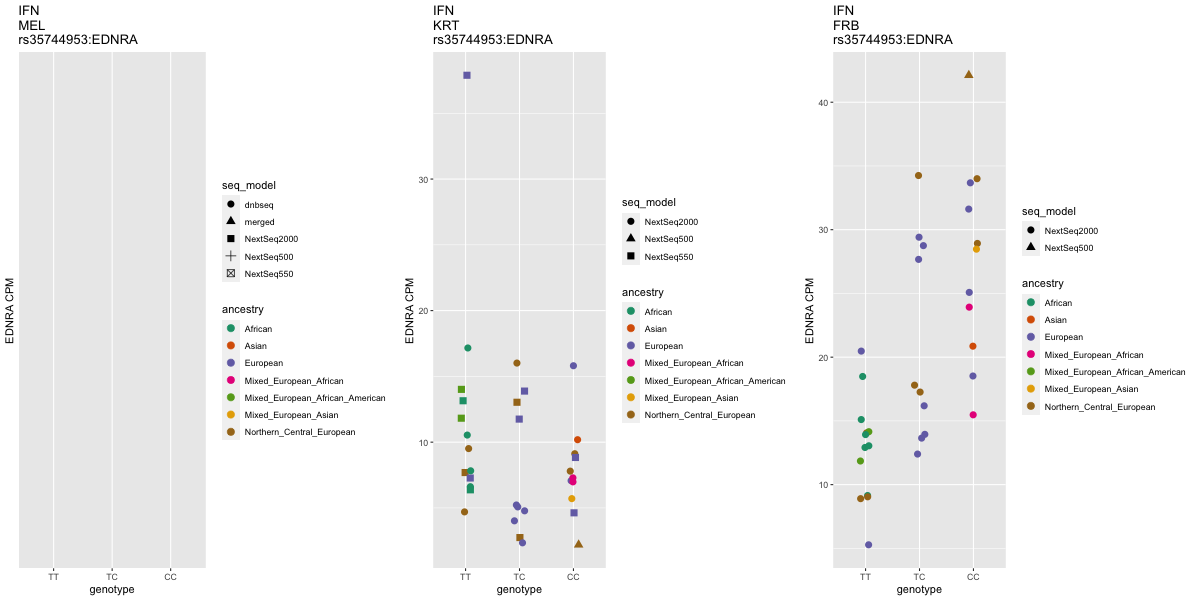 IFN
MEL
rs35744953:EDNRA
EDNRA CPM
TT
TC
CC
genotype
seq_model
dnbseq
merged
NextSeq2000
NextSeq500
NextSeq550
ancestry
African
Asian
European
Mixed_European_African
Mixed_European_African_American
Mixed_European_Asian
Northern_Central_European
IFN
KRT
rs35744953:EDNRA
EDNRA CPM
30
20
10
TT
TC
CC
genotype
seq_model
NextSeq2000
NextSeq500
NextSeq550
ancestry
African
Asian
European
Mixed_European_African
Mixed_European_African_American
Mixed_European_Asian
Northern_Central_European
IFN
FRB
rs35744953:EDNRA
EDNRA CPM
40
30
20
10
TT
TC
CC
genotype
seq_model
NextSeq2000
NextSeq500
ancestry
African
Asian
European
Mixed_European_African
Mixed_European_African_American
Mixed_European_Asian
Northern_Central_European